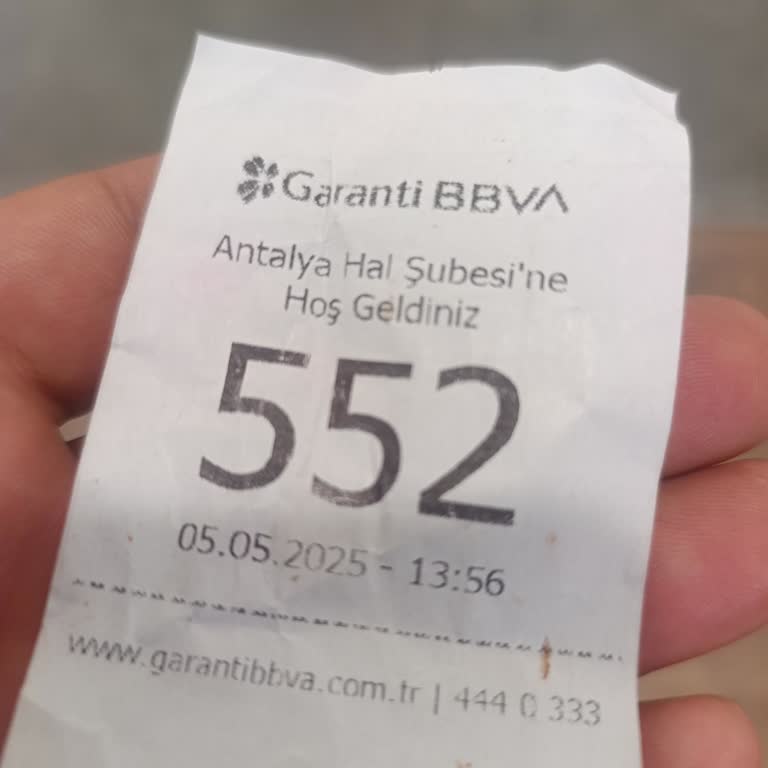 Garanti BBVA
Antalya Hal Şubesi'ne
Hoş Geldiniz
552
05.05.2025 - 13:56
www.garantibbva.com.tr | 444 0 333